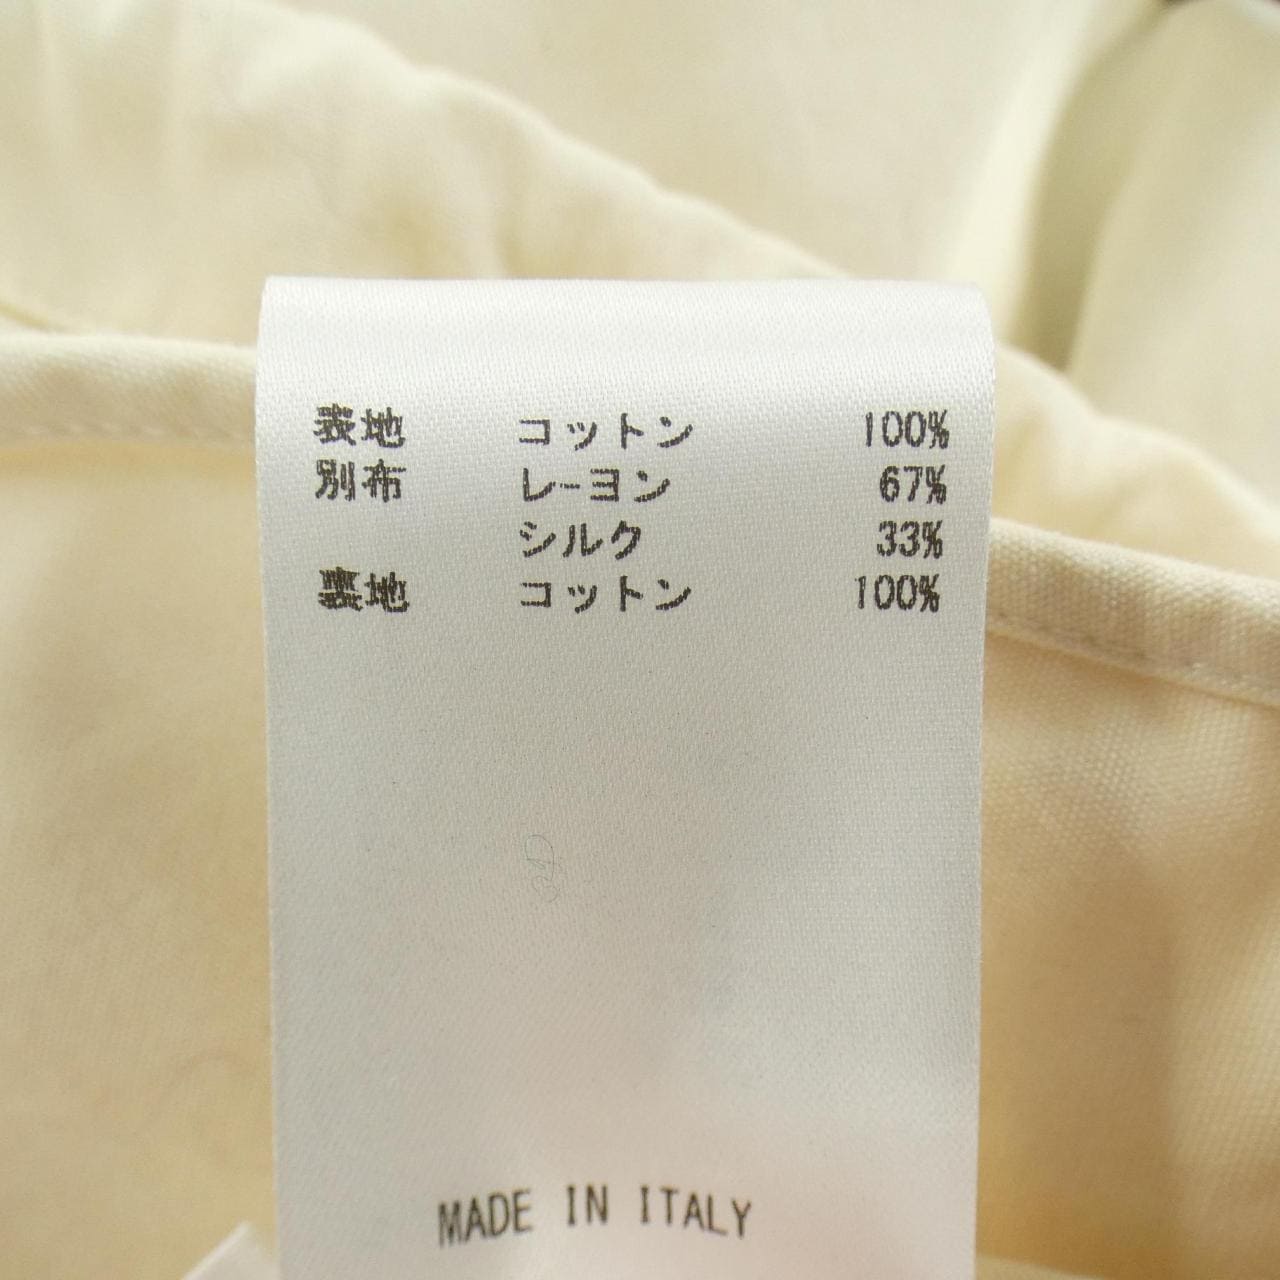 表地 コットン 100%
別布 レーヨン 67%
シルク 33%
裏地 コットン 100%
MADE IN ITALY